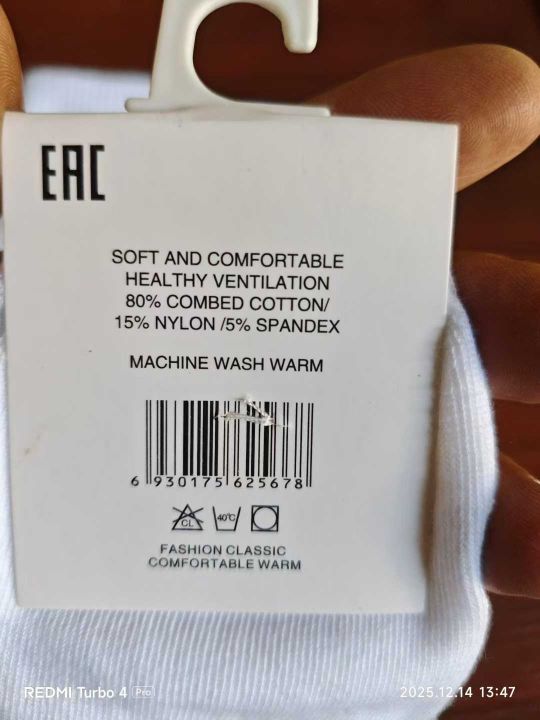 EAC
SOFT AND COMFORTABLE
HEALTHY VENTILATION
80% COMBED COTTON/
15% NYLON /5% SPANDEX
MACHINE WASH WARM
6 930175 625678
CL 40°C
FASHION CLASSIC
COMFORTABLE WARM
REDMI Turbo 4 Pro 2025.12.14 13:47